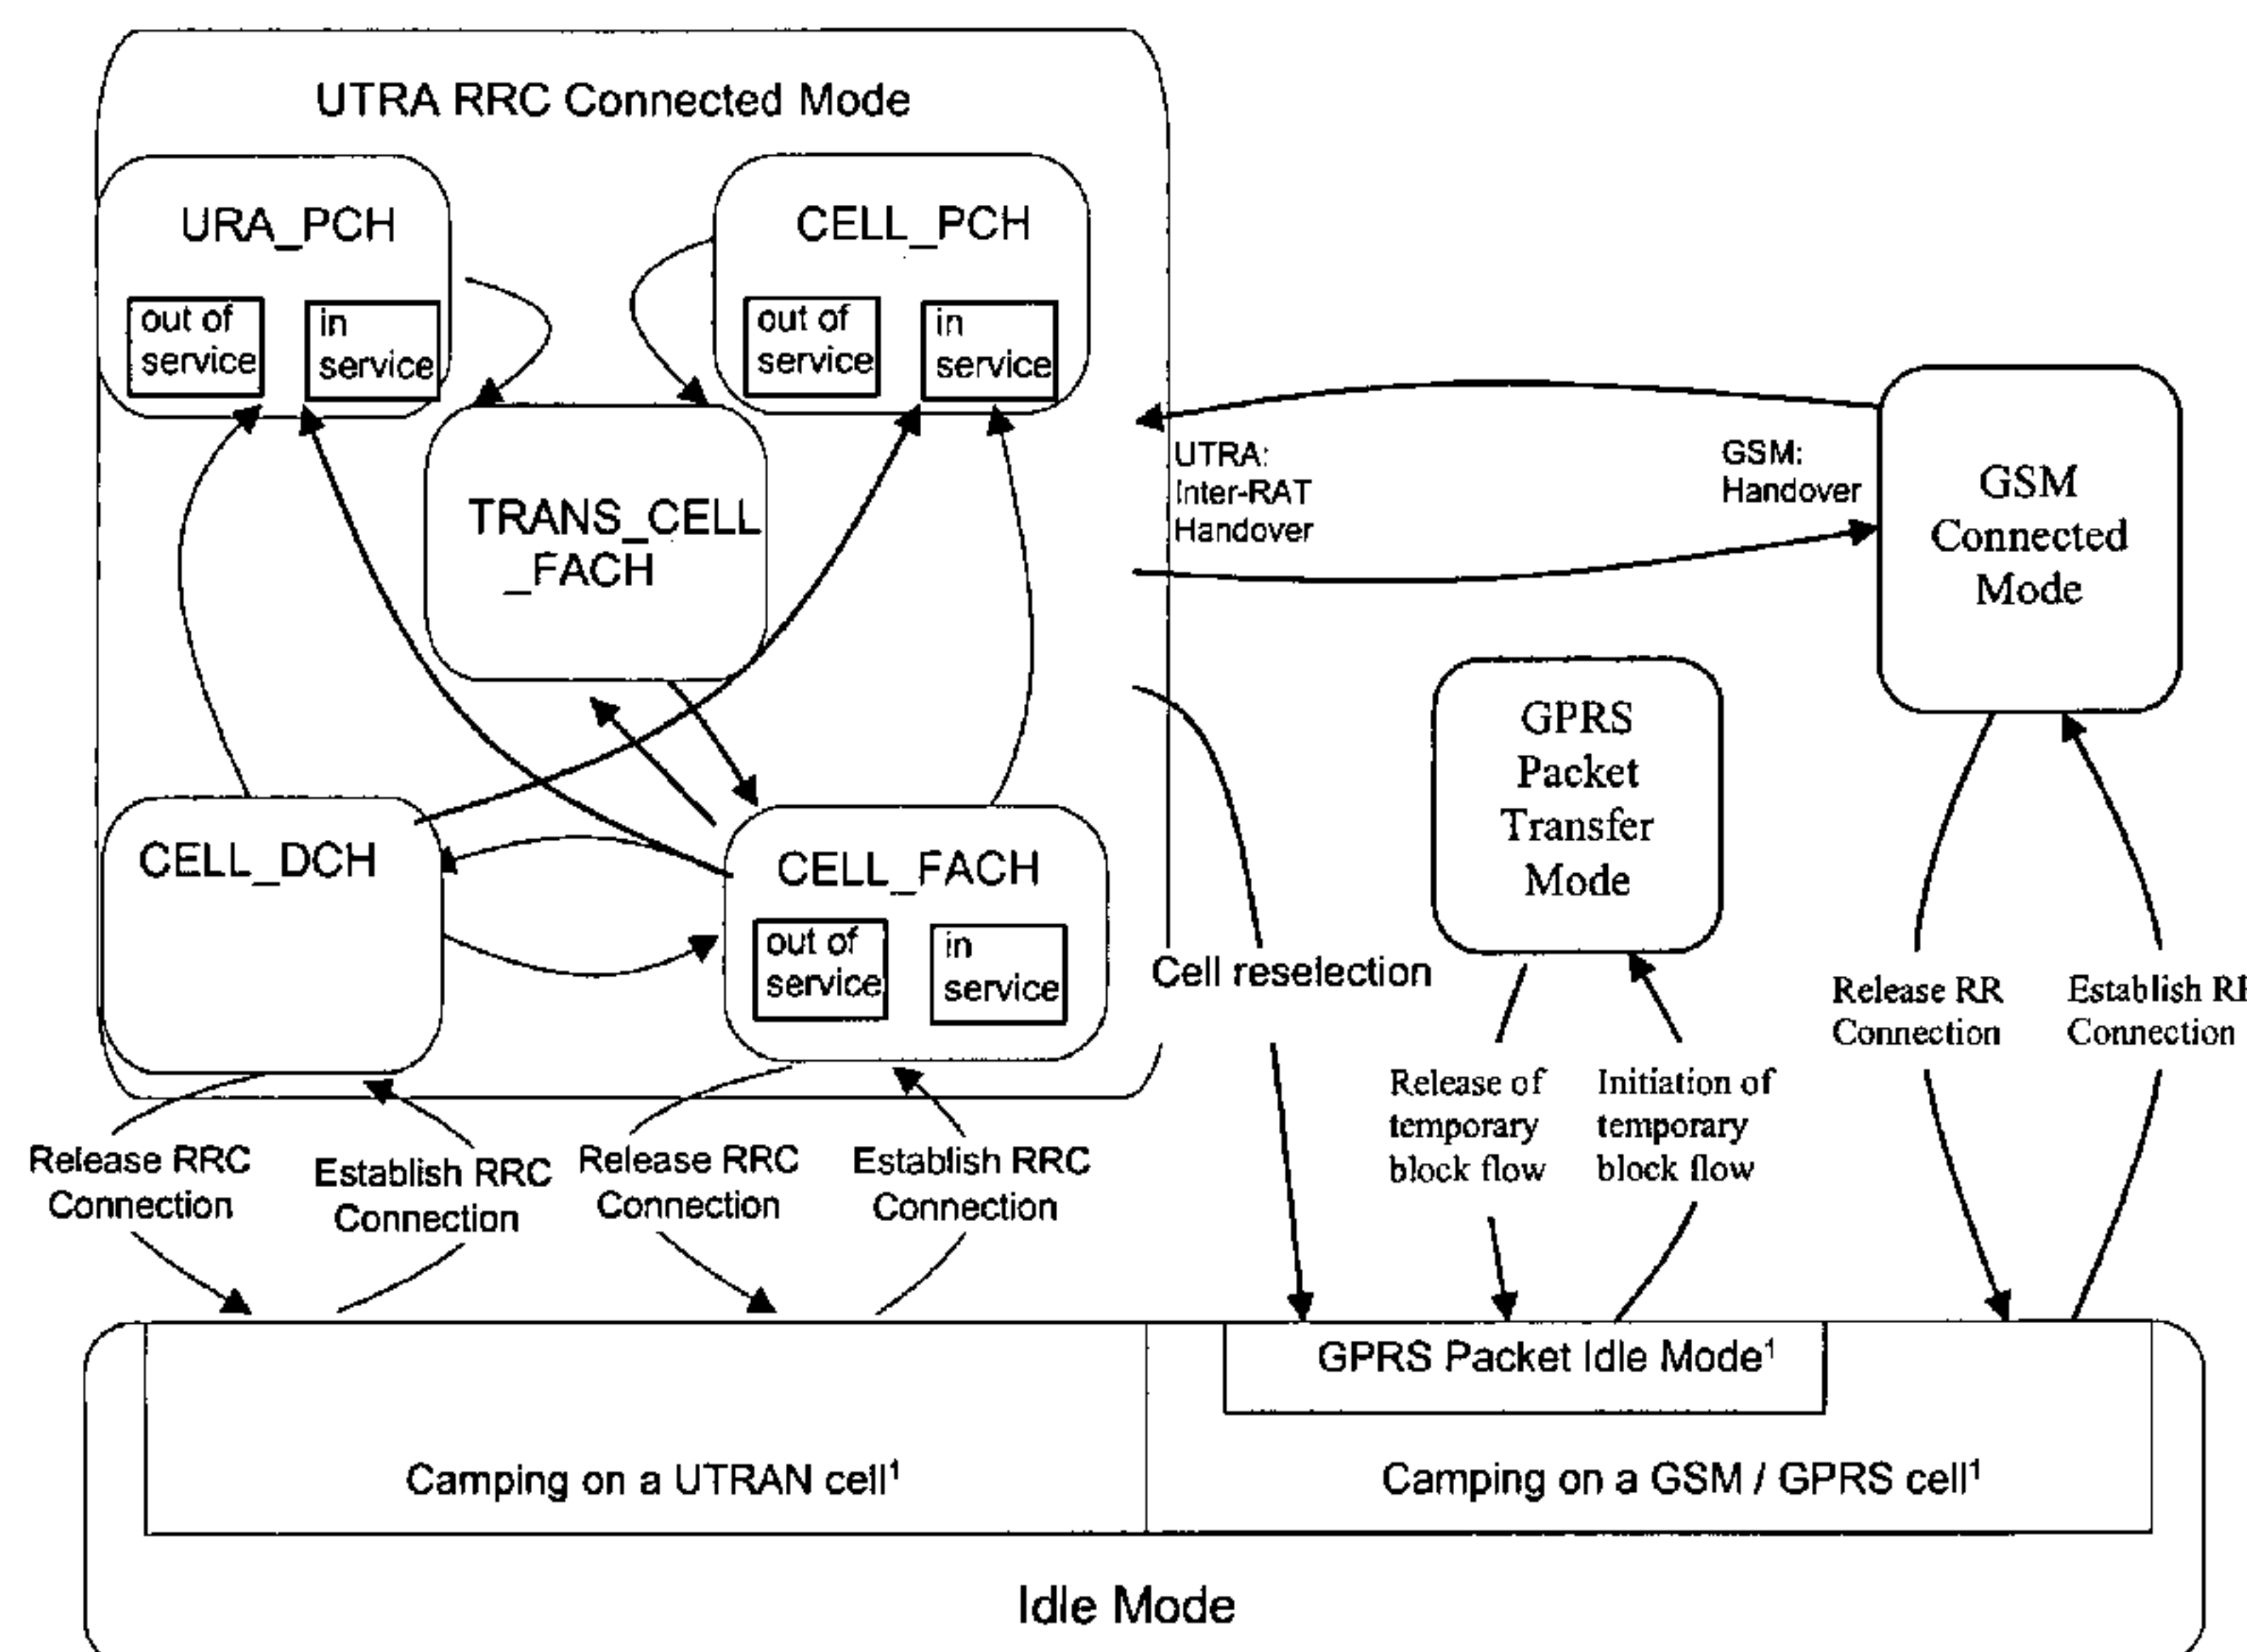 UTRA RRC Connected Mode
URA_PCH
out of
service
in
service
CELL_PCH
out of
service
in
service
TRANS_CELL
_FACH
CELL_DCH
CELL_FACH
out of
service
in
service
UTRA:
Inter-RAT
Handover
GSM:
Handover
GSM
Connected
Mode
GPRS
Packet
Transfer
Mode
Cell reselection
Release RR
Connection
Establish
Connection
Release of
temporary
block flow
Initiation of
temporary
block flow
Release RRC
Connection
Establish RRC
Connection
Release RRC
Connection
Establish RRC
Connection
GPRS Packet Idle Mode¹
Camping on a UTRAN cell¹
Camping on a GSM / GPRS cell¹
Idle Mode